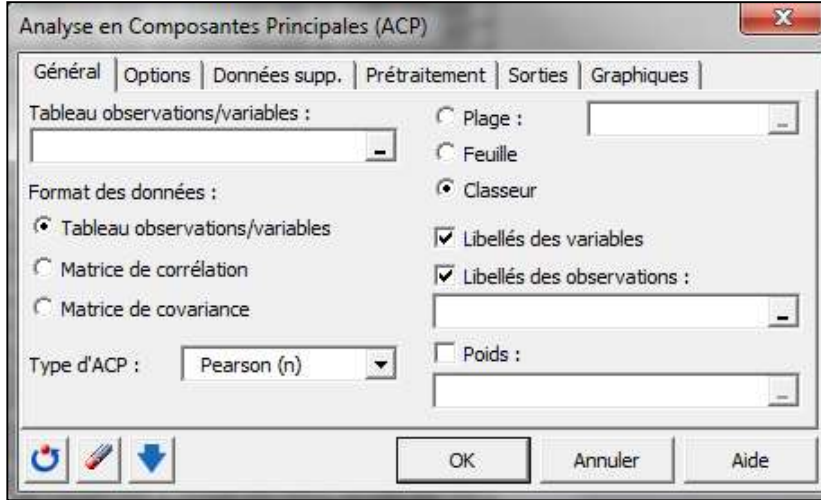 Analyse en Composantes Principales (ACP)
Général
Options
Données supp.
Prétraitement
Sorties
Graphiques
Tableau observations/variables :
Format des données :
Tableau observations/variables
Matrice de corrélation
Matrice de covariance
Type d'ACP :
Pearson (n)
Plage :
Feuille
Classeur
Libellés des variables
Libellés des observations :
Poids :
OK
Annuler
Aide